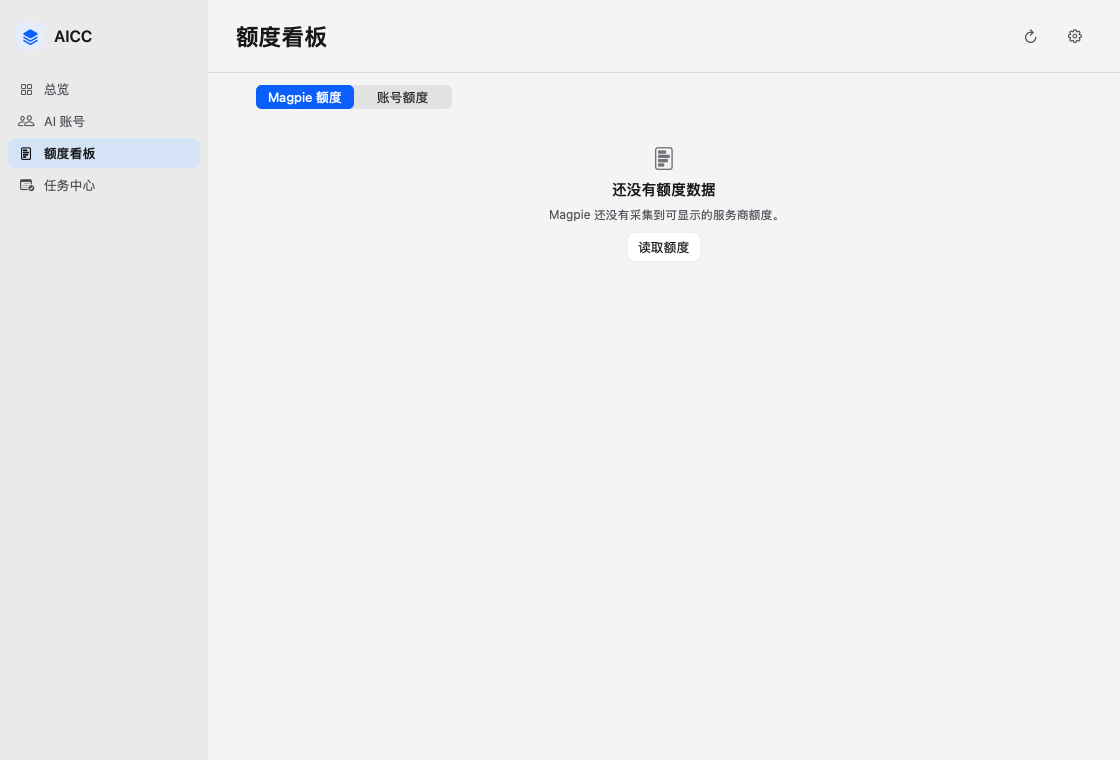 AICC
总览
AI 账号
额度看板
任务中心
额度看板
Magpie 额度
账号额度
还没有额度数据
Magpie 还没有采集到可显示的服务商额度。
读取额度